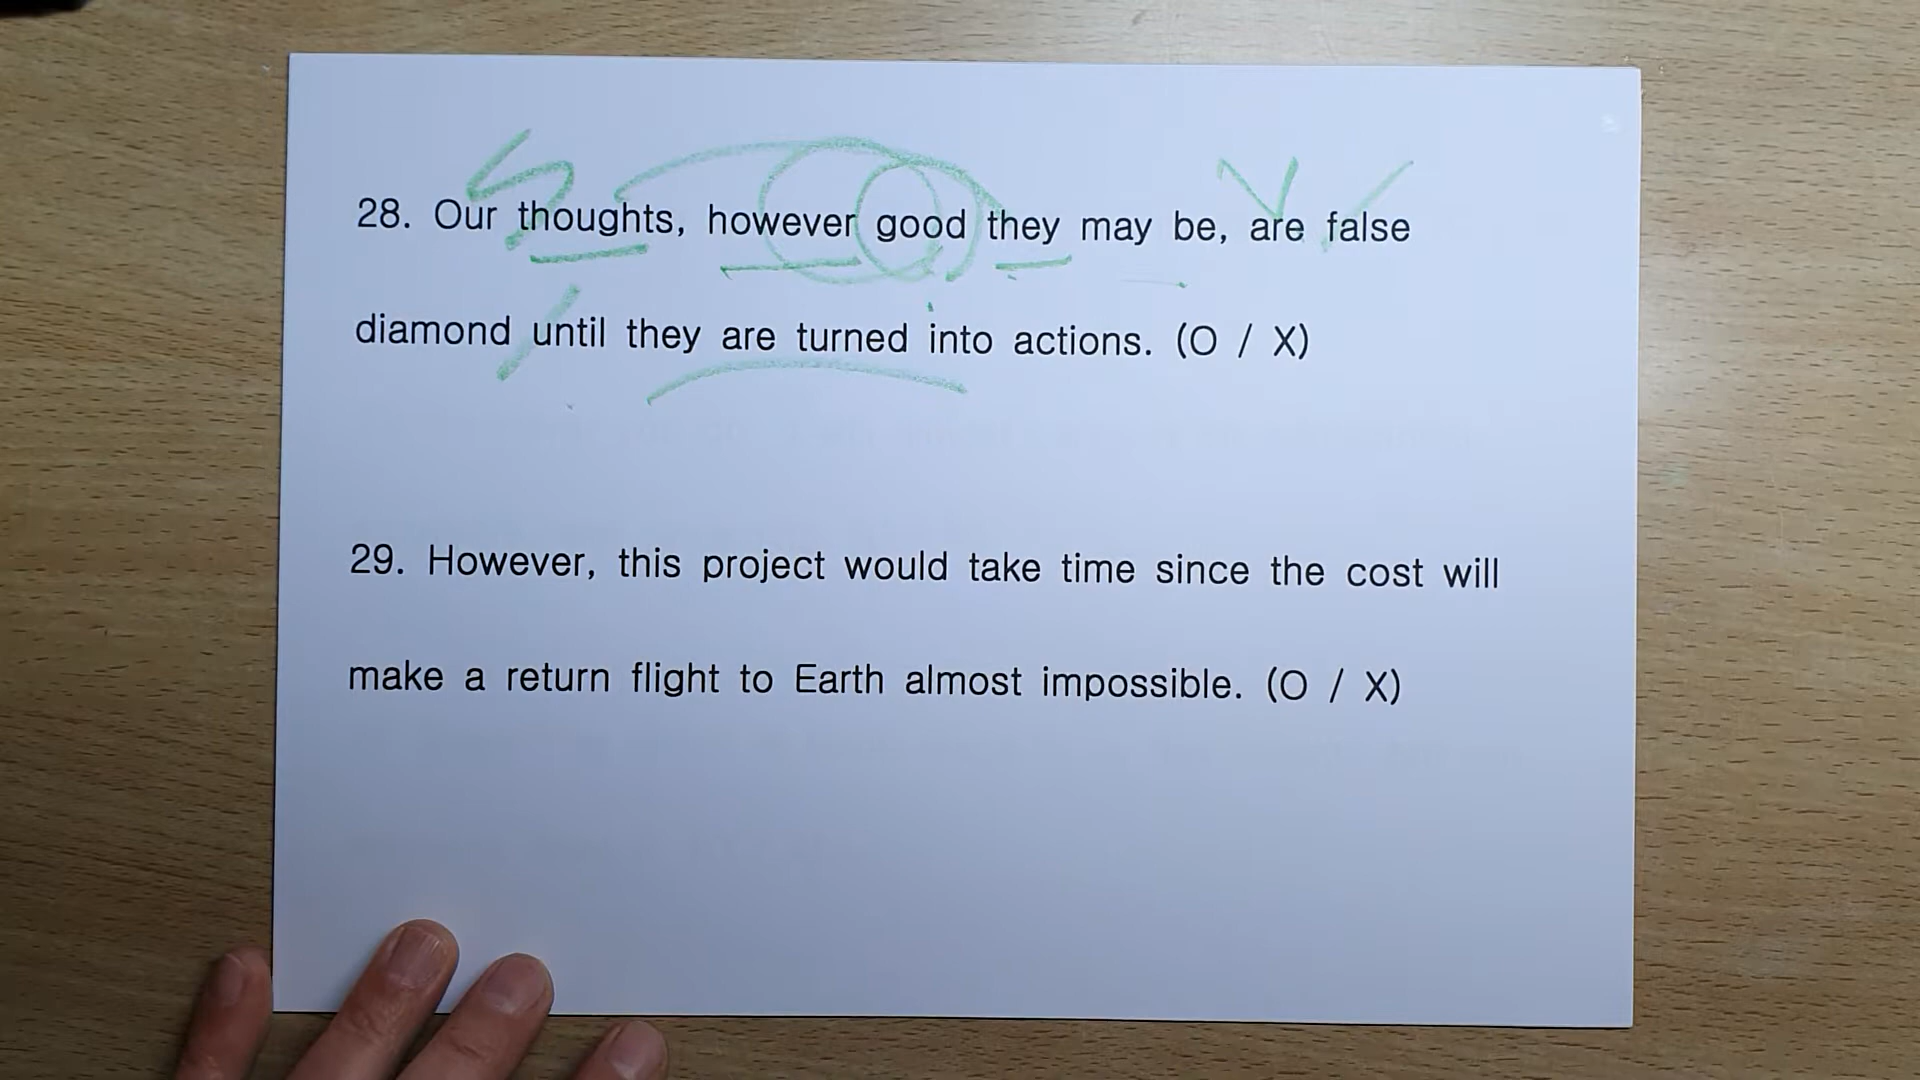 28. Our thoughts, however good they may be, are false
diamond until they are turned into actions. (O / X)
29. However, this project would take time since the cost will
make a return flight to Earth almost impossible. (O / X)